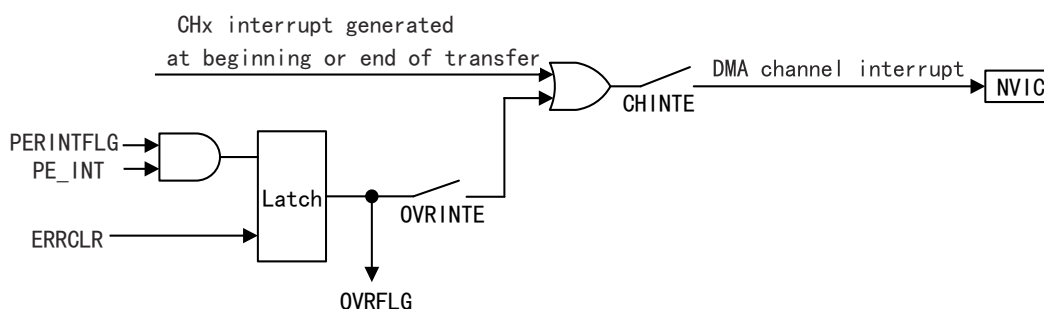 CHx interrupt generated
at beginning or end of transfer
DMA channel interrupt
NVIC
CHINTE
PERINTFLG
PE_INT
Latch
OVRINTE
ERRCLR
OVRFLG